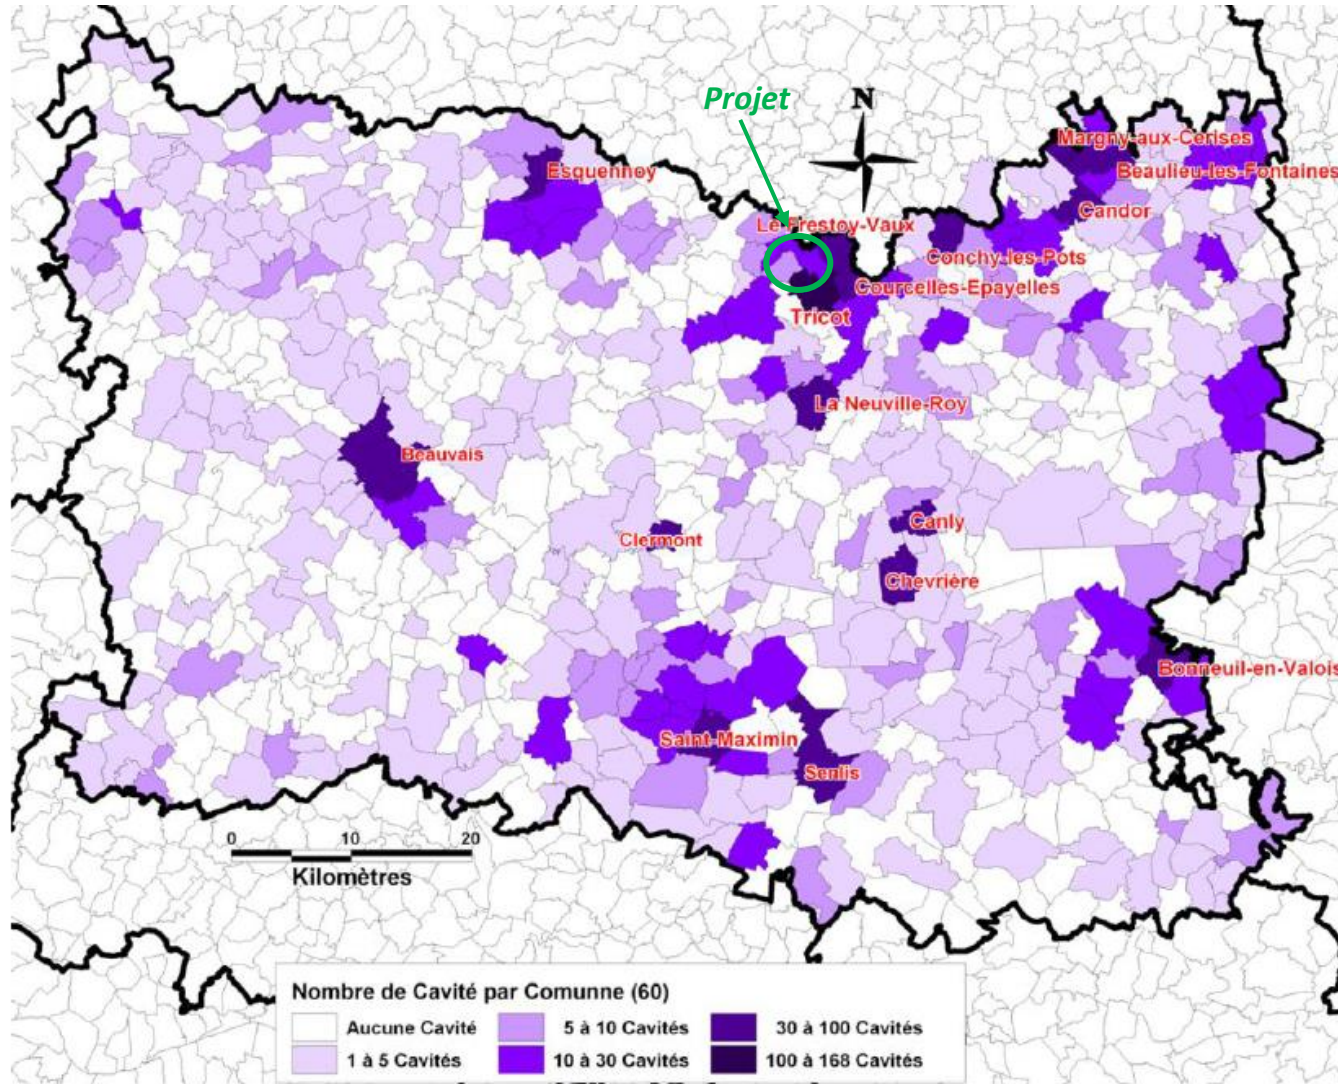 Projet
N
Margny-aux-Cerises
Esquennoy
Beaulieu-les-Fontaines
Candor
Le Frestoy-Vaux
Conchy-les-Pots
Courcelles-Epayelles
Tricot
La Neuville-Roy
Beauvais
Canly
Clermont
Chevrière
Bonneuil-en-Valois
Saint-Maximin
Senlis
0 10 20
Kilomètres
Nombre de Cavité par Comunne (60)
Aucune Cavité 5 à 10 Cavités 30 à 100 Cavités
1 à 5 Cavités 10 à 30 Cavités 100 à 168 Cavités